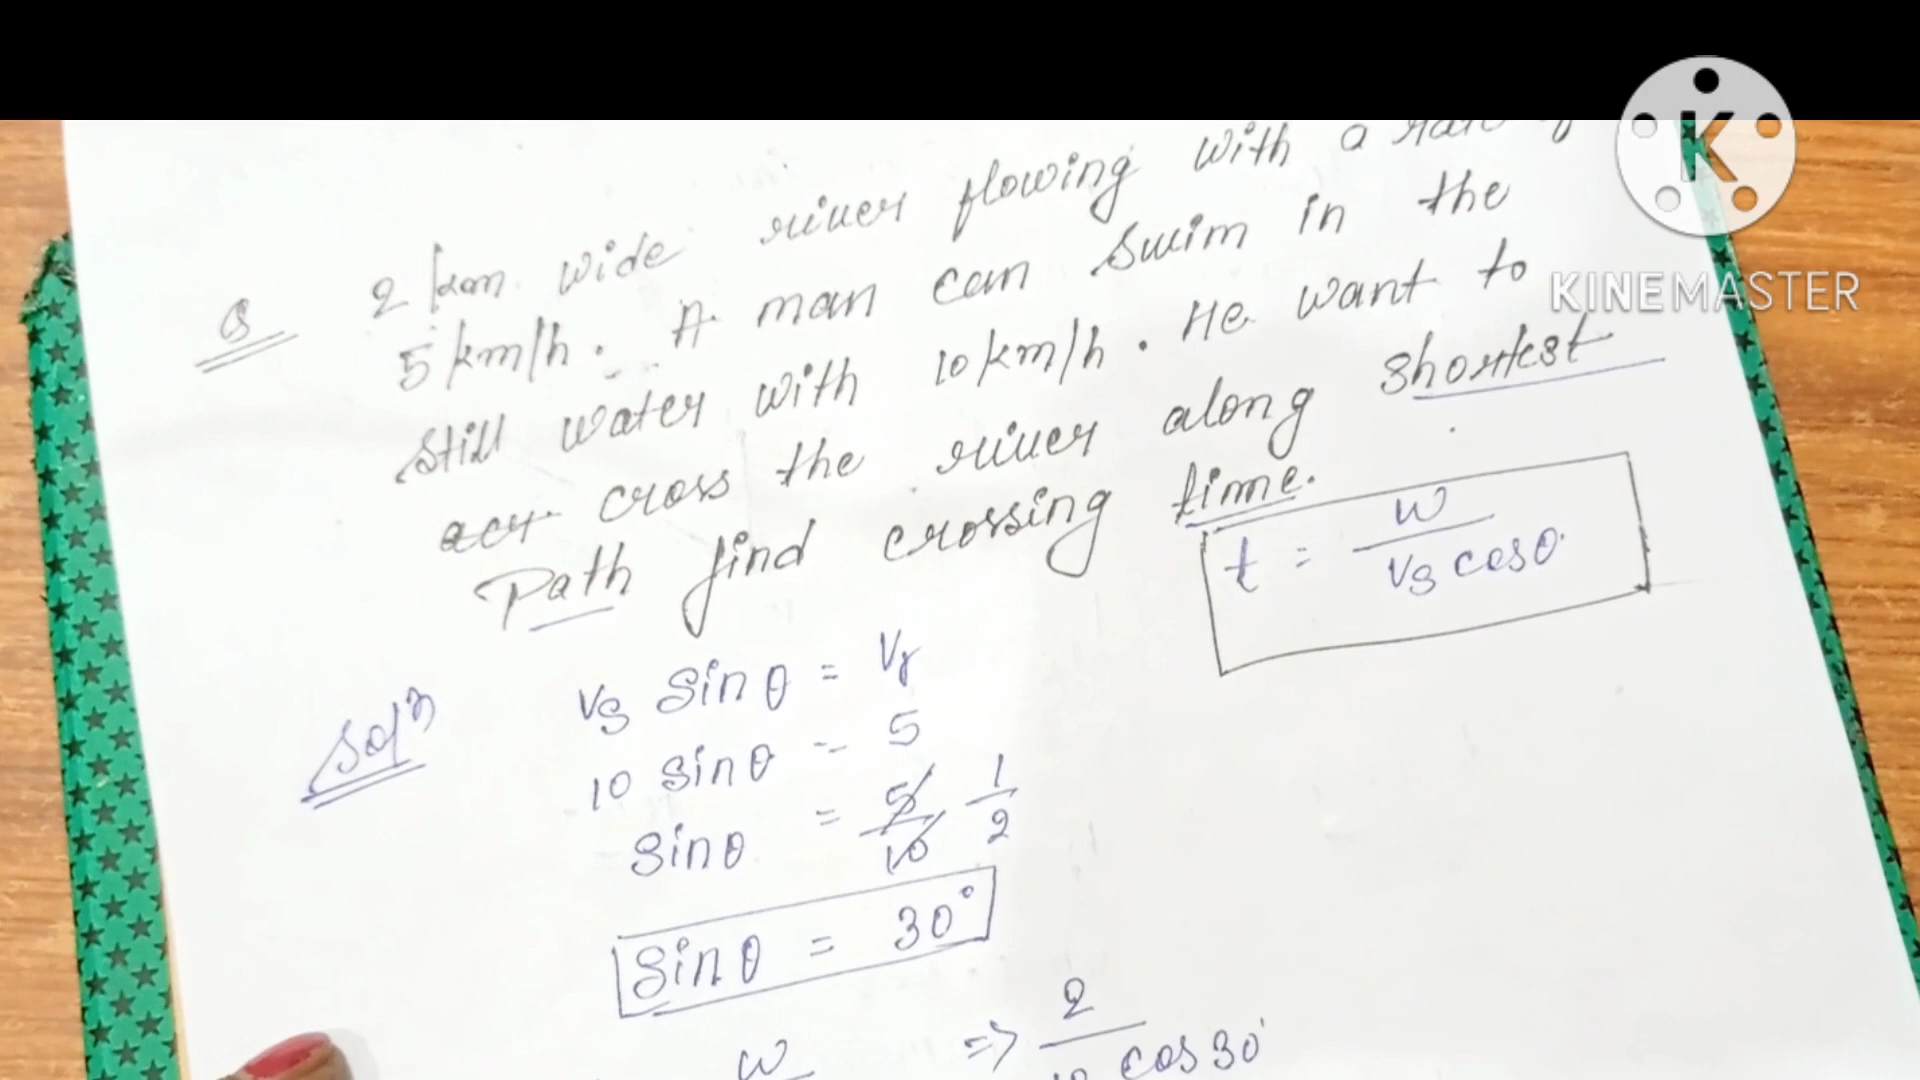 Q 2 km wide river flowing with a
5 km/h. A man can swim in the
still water with 10 km/h. He want to
cross the river along shortest
Path find crossing time.
t = w / vs cosθ
Solⁿ vs sinθ = vr
10 sinθ = 5
sinθ = 5/10 1/2
sinθ = 30°
w => 2 / cos 30°
K
KINEMASTER